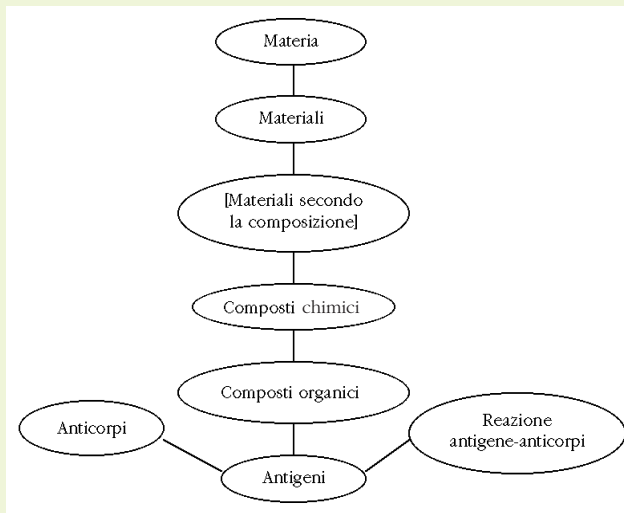 Materia
Materiali
[Materiali secondo
la composizione]
Composti chimici
Composti organici
Anticorpi
Reazione
antigene-anticorpi
Antigeni